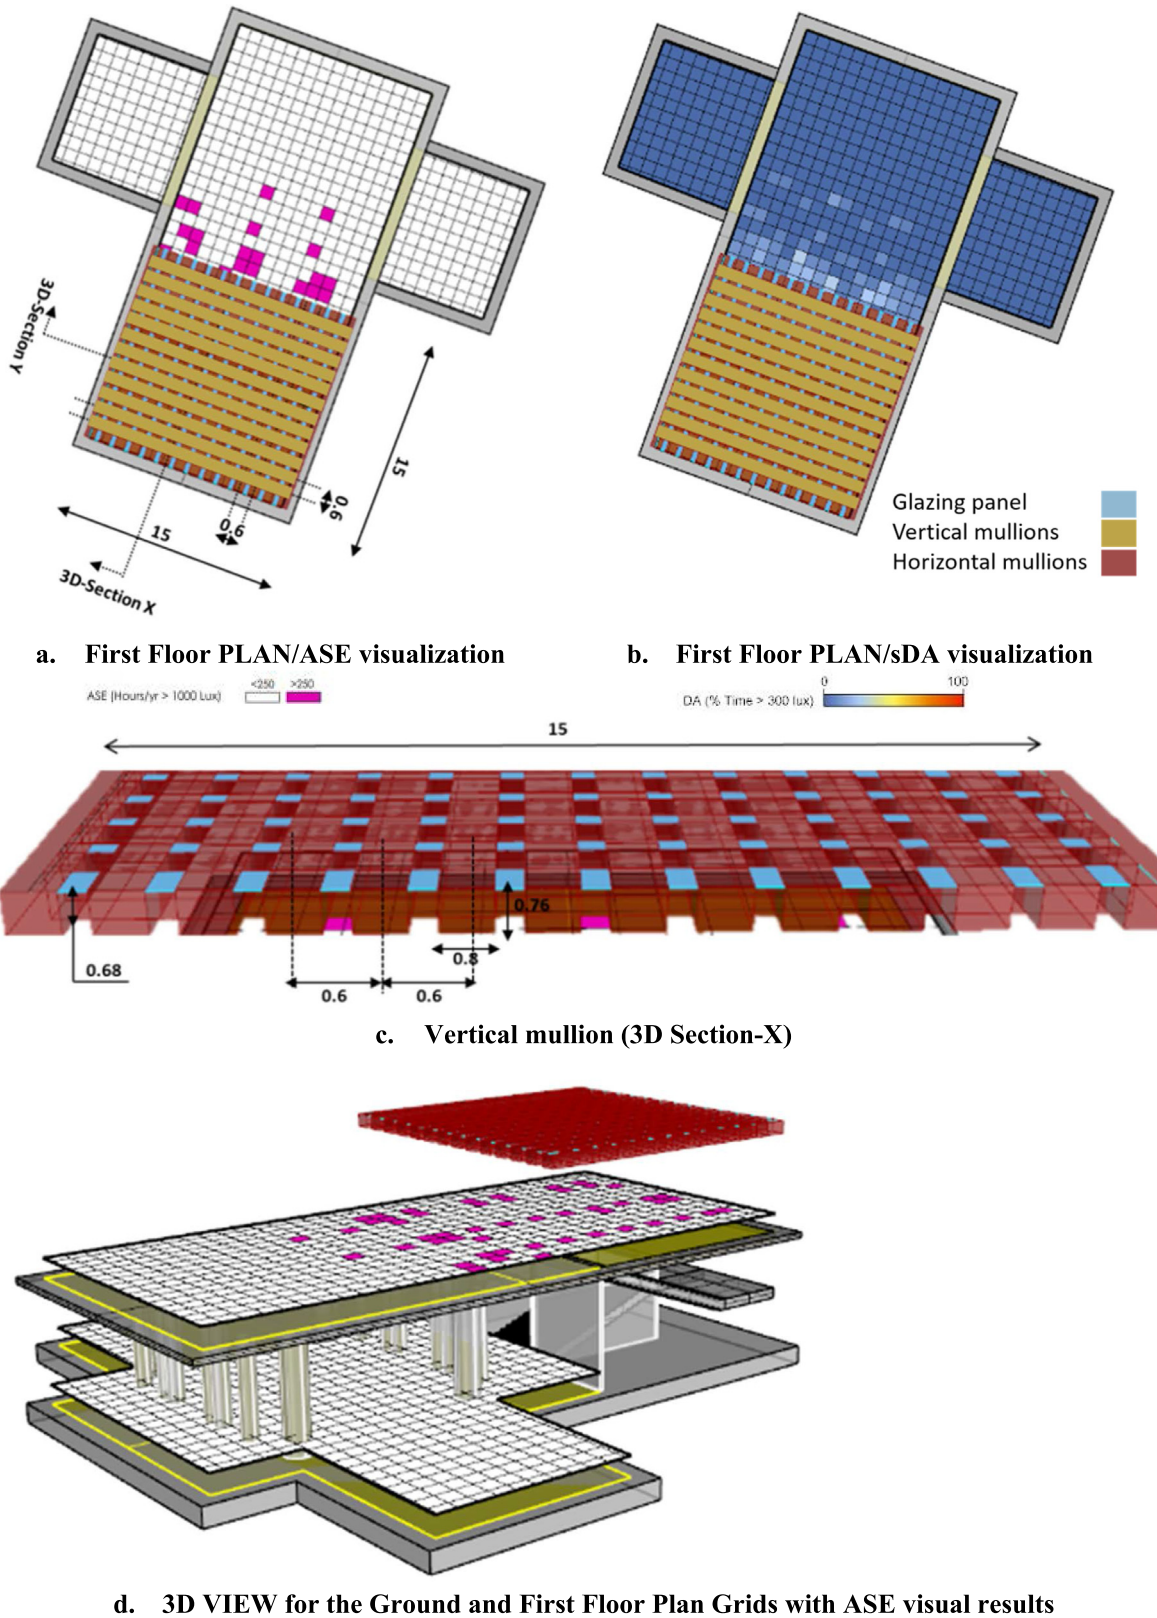 3D-Section Y
15
0.6
0.6
15
3D-Section X
Glazing panel
Vertical mullions
Horizontal mullions
a. First Floor PLAN/ASE visualization
b. First Floor PLAN/sDA visualization
<250 >250
ASE (Hours/yr > 1000 Lux)
0 100
DA (% Time > 300 lux)
15
0.76
0.8
0.68
0.6 0.6
c. Vertical mullion (3D Section-X)
d. 3D VIEW for the Ground and First Floor Plan Grids with ASE visual results